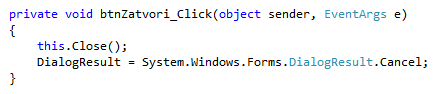 private void btnZatvori_Click(object sender, EventArgs e)
{
    this.Close();
    DialogResult = System.Windows.Forms.DialogResult.Cancel;
}